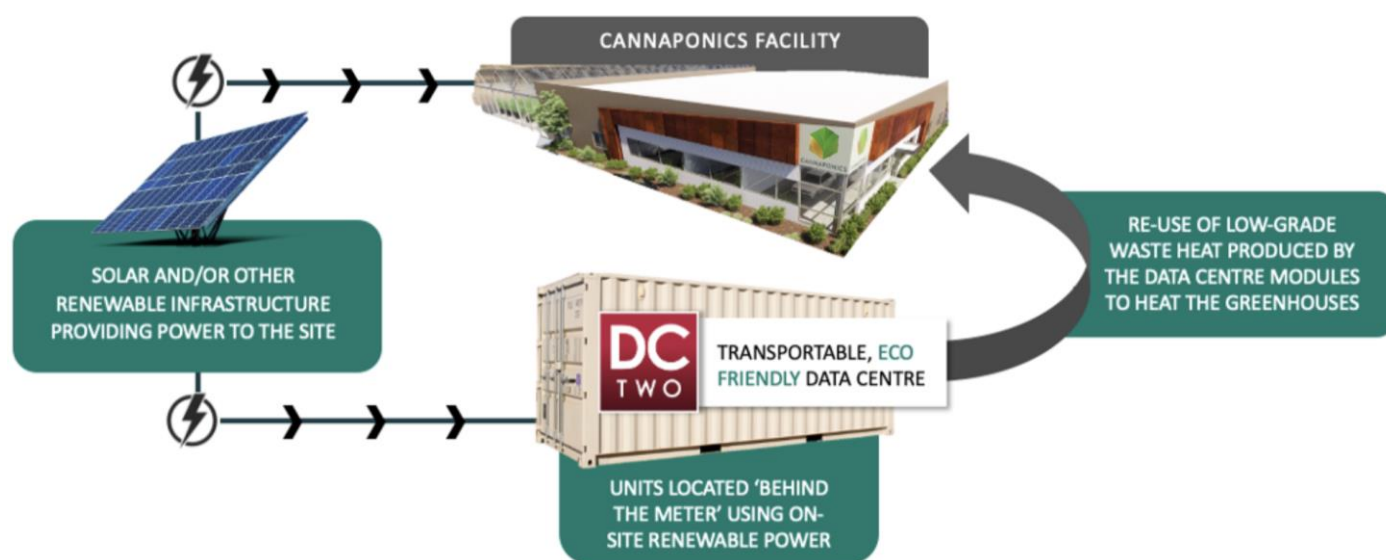 CANNAPONICS FACILITY
CANNAPONICS
SOLAR AND/OR OTHER
RENEWABLE INFRASTRUCTURE
PROVIDING POWER TO THE SITE
RE-USE OF LOW-GRADE
WASTE HEAT PRODUCED BY
THE DATA CENTRE MODULES
TO HEAT THE GREENHOUSES
DC
TWO
TRANSPORTABLE, ECO
FRIENDLY DATA CENTRE
UNITS LOCATED ‘BEHIND
THE METER’ USING ON-
SITE RENEWABLE POWER